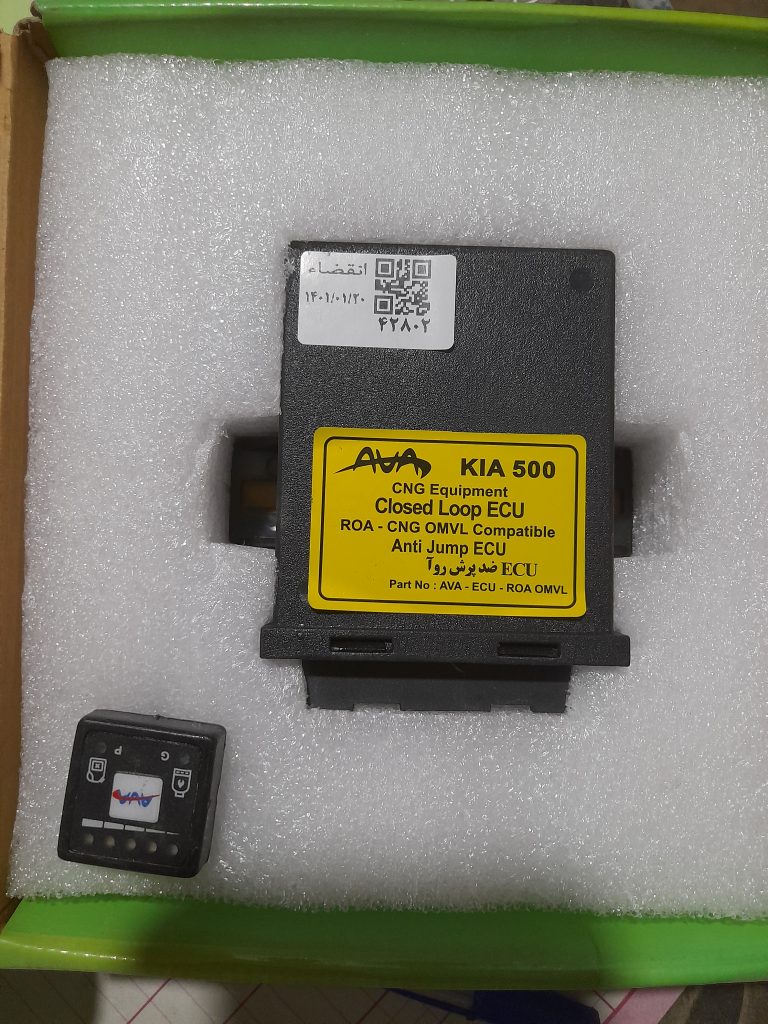 انقضاء
۱۴۰۱/۰۱/۲۰
۴۲۸۰۲
AVA KIA 500
CNG Equipment
Closed Loop ECU
ROA - CNG OMVL Compatible
Anti Jump ECU
ECU ضد پرش روآ
Part No : AVA - ECU - ROA OMVL
P G
AVA